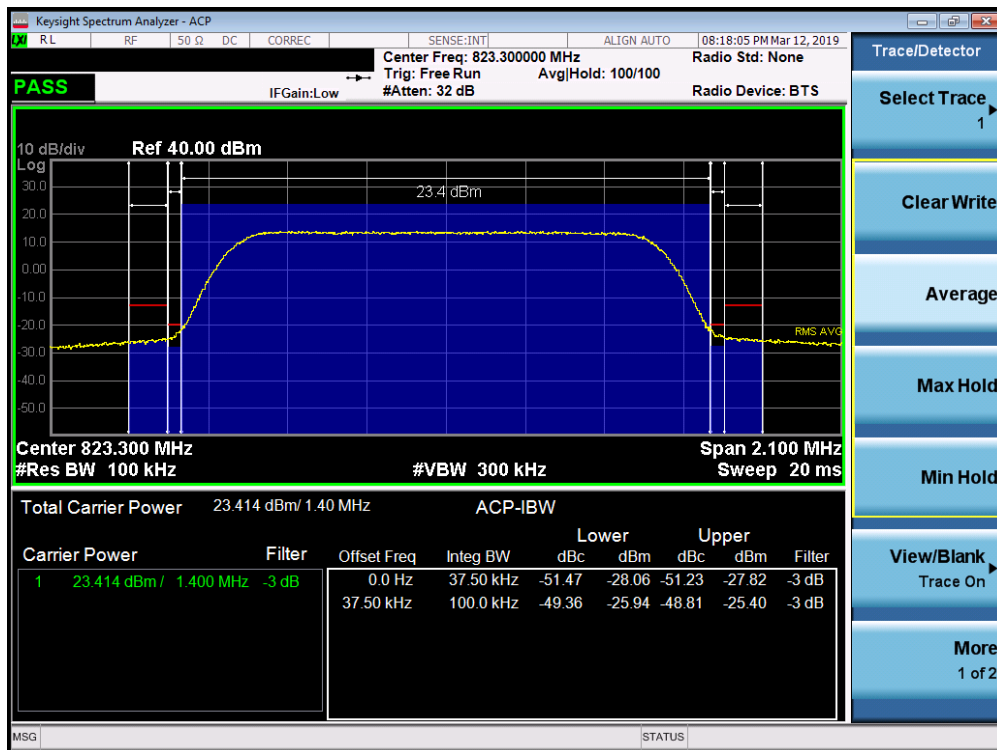 Keysight Spectrum Analyzer - ACP
LXI RL RF 50 Ω DC CORREC SENSE:INT ALIGN AUTO 08:18:05 PM Mar 12, 2019
Center Freq: 823.300000 MHz Radio Std: None
Trig: Free Run Avg|Hold: 100/100
PASS IFGain:Low #Atten: 32 dB Radio Device: BTS
10 dB/div Ref 40.00 dBm
Log
30.0
20.0
10.0
0.00
-10.0
-20.0
-30.0
-40.0
-50.0
23.4 dBm
RMS AVG
Center 823.300 MHz Span 2.100 MHz
#Res BW 100 kHz #VBW 300 kHz Sweep 20 ms
Total Carrier Power 23.414 dBm/ 1.40 MHz ACP-IBW
Lower Upper
Carrier Power Filter Offset Freq Integ BW dBc dBm dBc dBm Filter
1 23.414 dBm / 1.400 MHz -3 dB 0.0 Hz 37.50 kHz -51.47 -28.06 -51.23 -27.82 -3 dB
37.50 kHz 100.0 kHz -49.36 -25.94 -48.81 -25.40 -3 dB
MSG STATUS
Trace/Detector
Select Trace
1
Clear Write
Average
Max Hold
Min Hold
View/Blank
Trace On
More
1 of 2